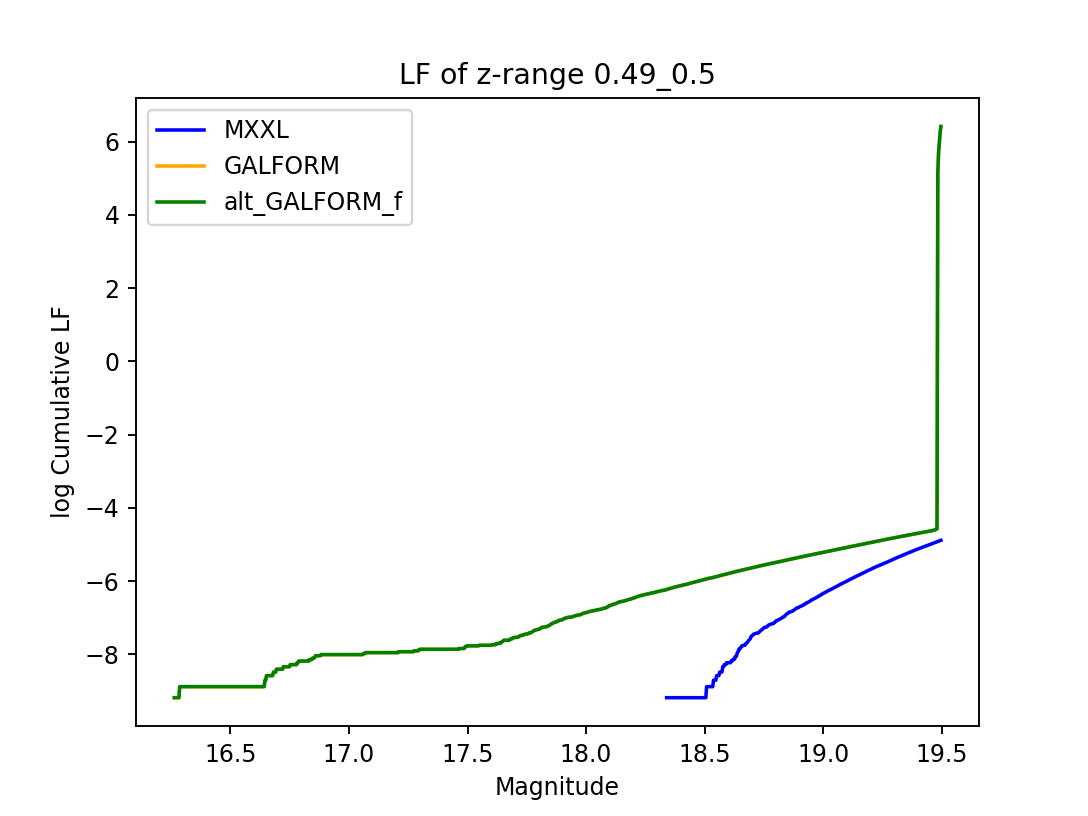 LF of z-range 0.49_0.5
MXXL
GALFORM
alt_GALFORM_f
log Cumulative LF
6
4
2
0
−2
−4
−6
−8
16.5 17.0 17.5 18.0 18.5 19.0 19.5
Magnitude